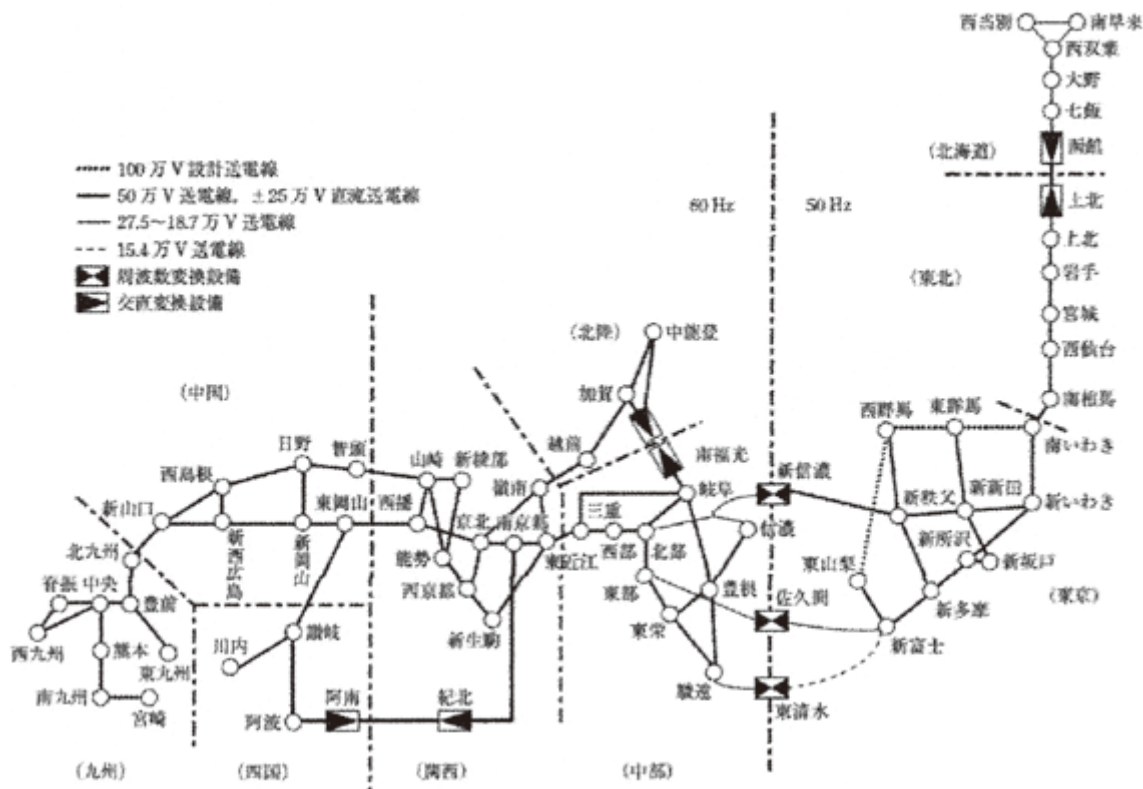 西当別
南早来
西双葉
大野
七飯
(北海道)
函館
上北
60 Hz
50 Hz
100 万 V 設計送電線
50 万 V 送電線，±25 万 V 直流送電線
27.5～18.7 万 V 送電線
15.4 万 V 送電線
周波数変換設備
交直変換設備
上北
岩手
(東北)
宮城
西仙台
南相馬
(北陸)
中能登
加賀
(中国)
西群馬
東群馬
南いわき
日野
智頭
山崎
新綾部
越前
南福光
西島根
嶺南
新信濃
岐阜
新山口
東岡山
西播
京北
南京都
三重
新秩父
新新田
新いわき
北九州
新西広島
新岡山
能勢
東近江
西部
北部
信濃
新所沢
脊振
中央
豊前
西京都
東部
豊根
東山梨
新坂戸
佐久間
新多摩
(東京)
西九州
熊本
東九州
川内
讃岐
新生駒
東栄
新富士
南九州
宮崎
阿波
阿南
紀北
駿遠
東清水
(九州)
(四国)
(関西)
(中部)